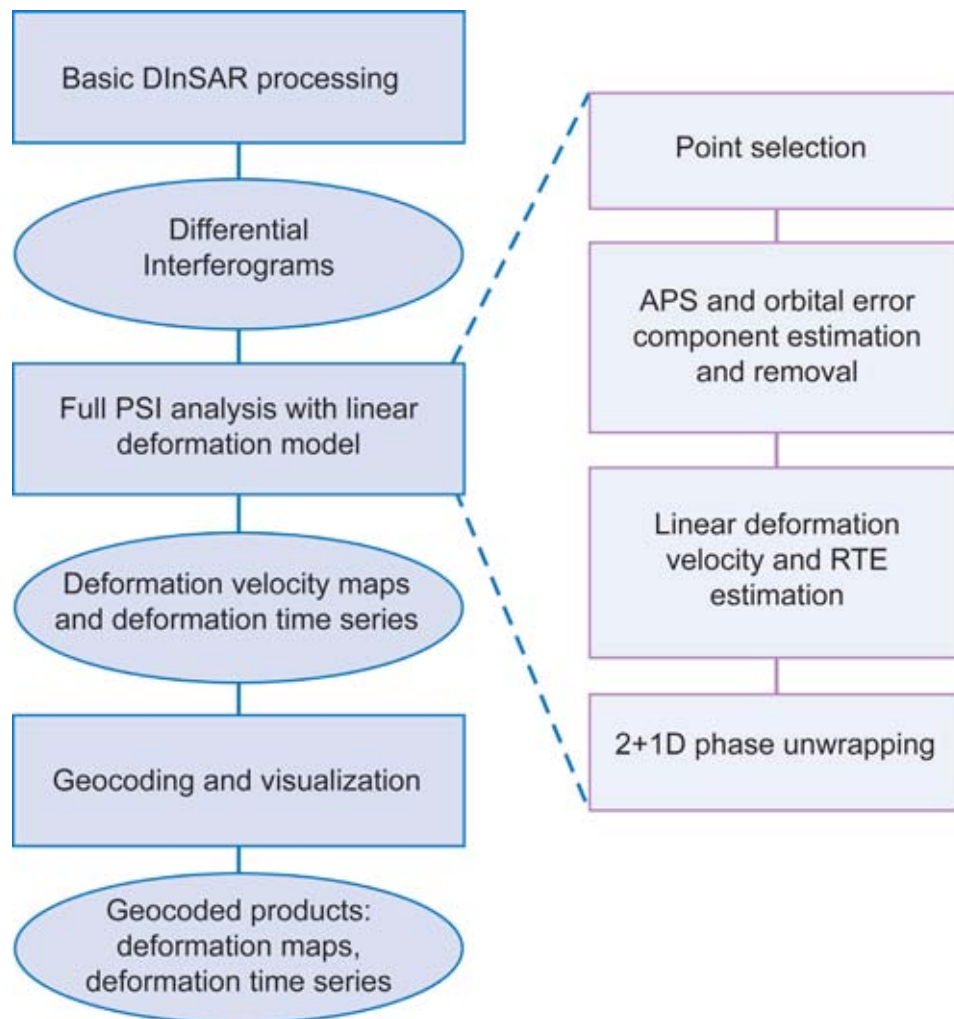 Basic DInSAR processing
Differential
Interferograms
Full PSI analysis with linear
deformation model
Deformation velocity maps
and deformation time series
Geocoding and visualization
Geocoded products:
deformation maps,
deformation time series
Point selection
APS and orbital error
component estimation
and removal
Linear deformation
velocity and RTE
estimation
2+1D phase unwrapping